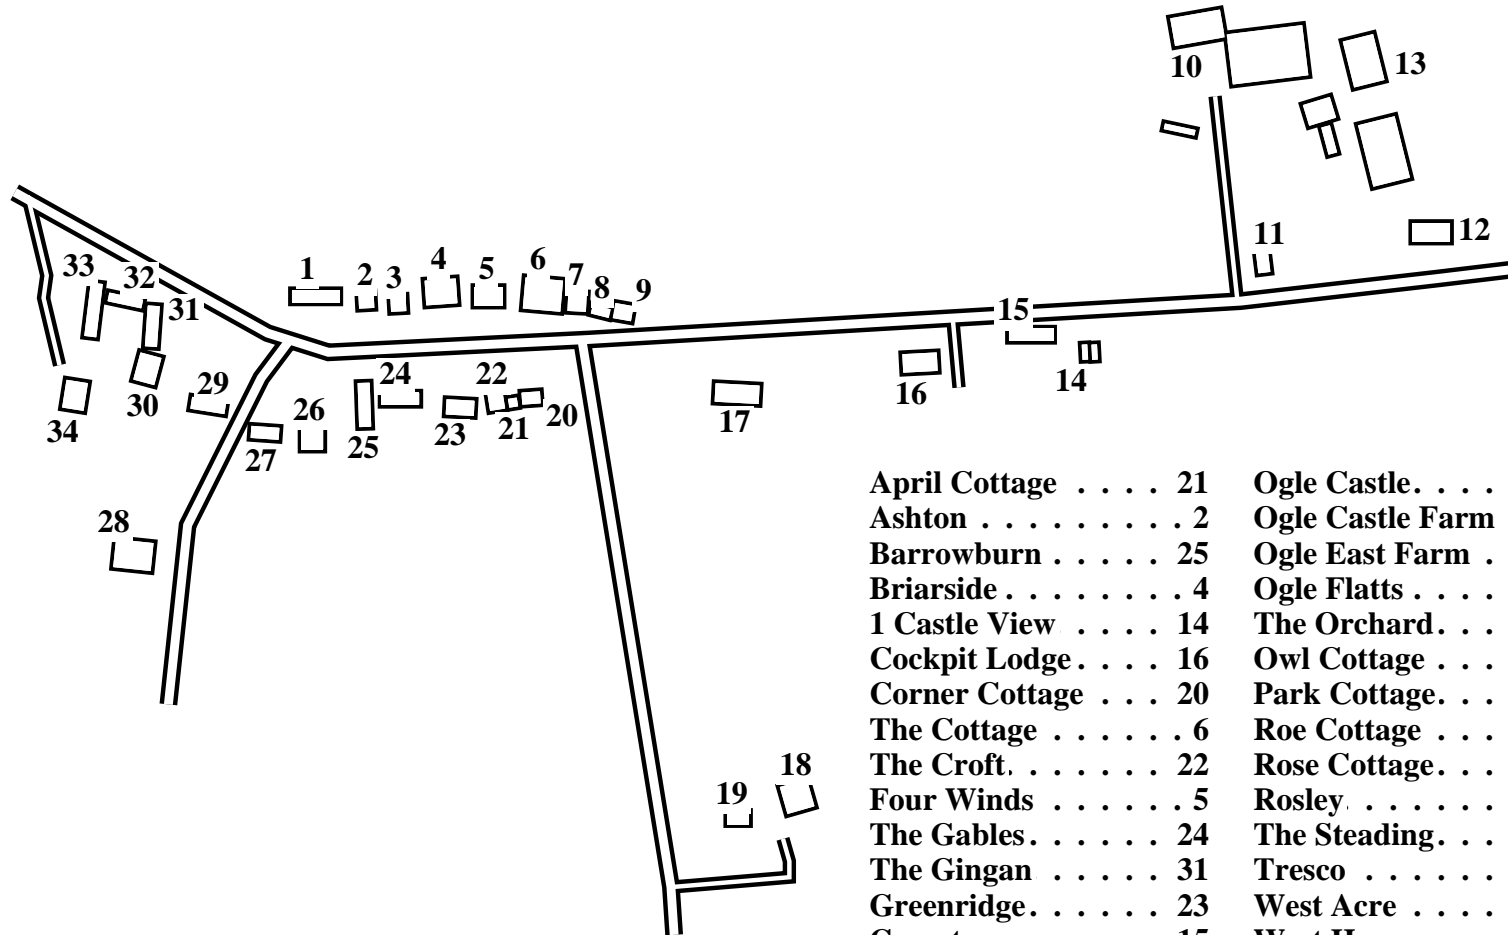 10
13
11
12
33
32
31
1
2
3
4
5
6
7
8
9
15
14
16
17
34
30
29
27
26
25
24
23
22
21
20
28
19
18
April Cottage . . . . 21
Ashton . . . . . . . . . 2
Barrowburn . . . . . 25
Briarside . . . . . . . . 4
1 Castle View . . . . 14
Cockpit Lodge . . . . 16
Corner Cottage . . . 20
The Cottage . . . . . . 6
The Croft . . . . . . . 22
Four Winds . . . . . . 5
The Gables . . . . . . 24
The Gingan . . . . . 31
Greenridge . . . . . . 23
Ogle Castle . . . .
Ogle Castle Farm
Ogle East Farm .
Ogle Flatts . . . .
The Orchard . . .
Owl Cottage . . .
Park Cottage . . .
Roe Cottage . . .
Rose Cottage . . .
Rosley . . . . . . .
The Steading . . .
Tresco . . . . . .
West Acre . . . .